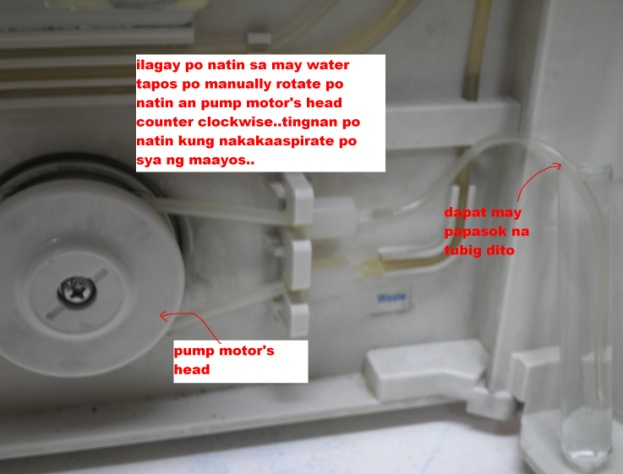 ilagay po natin sa may water
tapos po manually rotate po
natin an pump motor's head
counter clockwise..tingnan po
natin kung nakakaaspirate po
sya ng maayos..
dapat may
papasok na
tubig dito
Waste
pump motor's
head